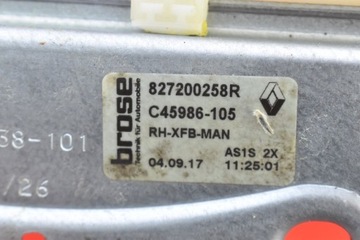 brose
Technik für Automobile
827200258R
C45986-105
RH-XFB-MAN
04.09.17
AS1S 2X
11:25:01
58-101
/26